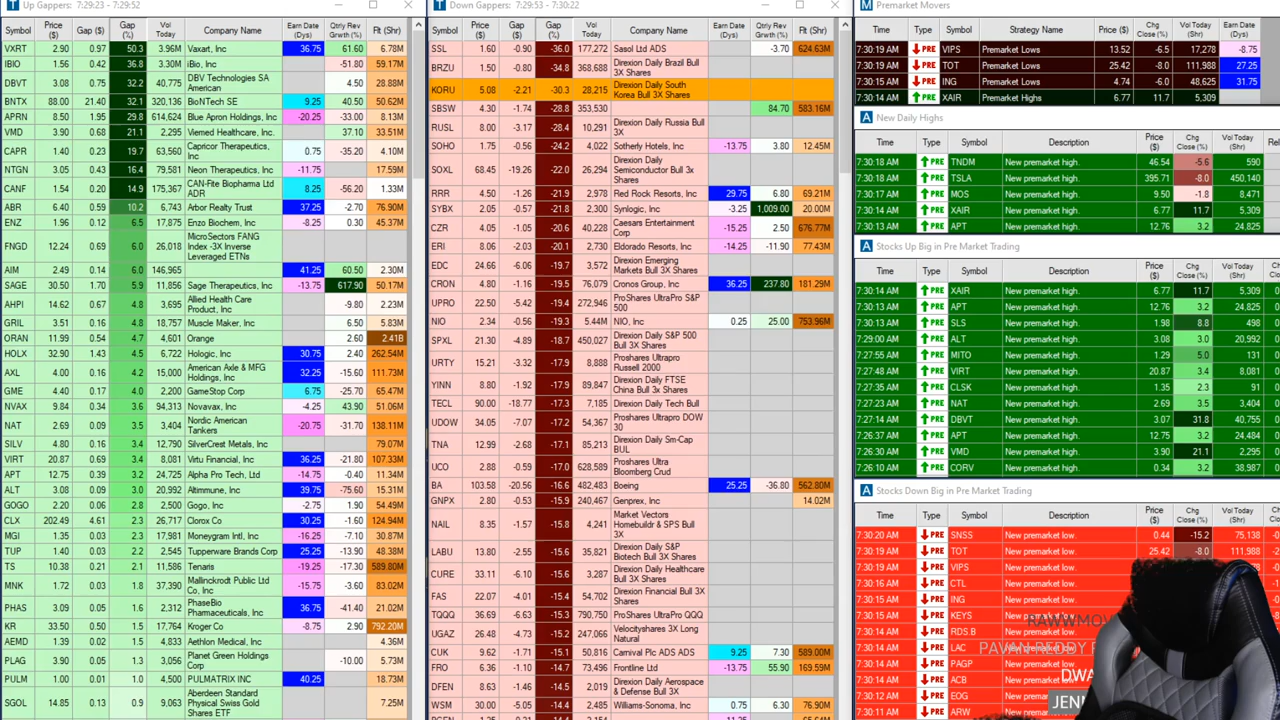 Up Gappers: 7:29:23 - 7:29:52
Symbol Price ($) Gap ($) Gap (%) Vol Today Company Name Earn Date (Dys) Qtrly Rev Grwth (%) Flt (Shr)
VXRT 2.90 0.97 50.3 3.96M Vaxart, Inc 36.75 61.60 6.78M
IBIO 1.56 0.42 36.8 3.30M iBio, Inc -51.80 59.17M
DBVT 3.08 0.75 32.2 40,775 DBV Technologies SA American 4.50 28.88M
BNTX 88.00 21.40 32.1 320,136 BioNTech SE 9.25 40.50 50.62M
APRN 8.50 1.95 29.8 614,624 Blue Apron Holdings, Inc -20.25 -33.00 8.13M
VMD 3.90 0.68 21.1 2,295 Viemed Healthcare, Inc. 37.10 33.51M
CAPR 1.40 0.23 19.7 63,560 Capricor Therapeutics, Inc 0.75 -35.20 4.10M
NTGN 3.05 0.43 16.4 79,581 Neon Therapeutics, Inc -11.75 17.59M
CANF 1.54 0.20 14.9 175,367 CAN-Fite Biopharma Ltd ADR 8.25 -56.20 1.33M
ABR 6.40 0.59 10.2 6,743 Arbor Realty Trust 37.25 -2.70 76.90M
ENZ 1.96 0.12 6.5 7,875 Enzo Biochem, Inc -8.25 0.30 45.37M
FNGD 12.24 0.69 6.0 26,018 MicroSectors FANG Index -3X Inverse Leveraged ETNs
AIM 2.49 0.14 6.0 146,965 41.25 60.50 2.30M
SAGE 30.50 1.70 5.9 11,856 Sage Therapeutics, Inc -13.75 617.90 50.17M
AHPI 14.62 0.67 4.8 3,695 Allied Health Care Product, Inc -9.80 2.23M
GRIL 3.51 0.16 4.8 18,757 Muscle Maker, Inc 6.50 5.83M
ORAN 11.99 0.54 4.7 1,601 Orange 2.60 2.41B
HOLX 32.90 1.43 4.5 6,722 Hologic, Inc 30.75 2.40 262.54M
AXL 4.00 0.16 4.2 15,000 American Axle & MFG Holdings, Inc 32.25 -15.60 111.73M
GME 4.40 0.17 4.0 2,200 GameStop Corp 6.75 -25.70 65.47M
NVAX 9.84 0.34 3.6 94,313 Novavax, Inc -4.25 43.90 51.06M
NAT 2.69 0.09 3.5 3,404 Nordic American Tankers -20.75 -31.70 138.11M
SILV 4.80 0.16 3.4 12,790 SilverCrest Metals, Inc 79.07M
VIRT 20.87 0.69 3.4 8,081 Virtu Financial, Inc 36.25 -21.80 107.33M
APT 12.75 0.39 3.2 24,725 Alpha Pro Tech, Ltd -14.75 -0.40 11.34M
ALT 3.08 0.09 3.0 20,992 Altimmune, Inc 39.75 -75.60 15.31M
GOGO 2.20 0.06 2.8 2,500 Gogo, Inc -2.75 1.90 54.49M
CLX 202.49 4.61 2.3 26,717 Clorox Co 30.25 -1.60 124.94M
MGI 1.56 0.03 2.3 17,981 Moneygram Intl, Inc -16.25 -7.10 30.87M
TUP 1.40 0.03 2.2 2,545 Tupperware Brands Corp 25.25 -13.90 48.38M
TS 10.38 0.21 2.1 11,586 Tenaris -19.25 -17.30 589.80M
MNK 1.72 0.03 1.8 37,390 Mallinckrodt Public Ltd Co -15.75 -3.60 83.02M
PHAS 3.09 0.05 1.6 2,312 PhaseBio Pharmaceuticals, Inc 36.75 -41.40 21.02M
KR 33.50 0.50 1.5 79,764 Kroger Co -8.75 -6.60 792.20M
AEMD 1.39 0.02 1.5 4,833 Aethlon Medical, Inc 4.36M
PLAG 3.90 0.05 1.3 3,056 Planet Green Holdings Corp -10.00 5.73M
PULM 1.00 0.01 1.0 4,500 PULMATRIX INC 40.25 18.73M
SGOL 14.85 0.13 0.9 3,063 Aberdeen Standard Physical Swiss Gold Shares ETF
Down Gappers: 7:29:53 - 7:30:22
Symbol Price ($) Gap ($) Gap (%) Vol Today Company Name Earn Date (Dys) Qtrly Rev Grwth (%) Flt (Shr)
SSL 1.60 -0.90 -36.0 177,272 Sasol Ltd ADS -3.70 624.63M
BRZU 1.50 -0.80 -34.8 368,688 Direxion Daily Brazil Bull 3X Shares
KORU 5.08 -2.21 -30.3 28,215 Direxion Daily South Korea Bull 3X Shares
SBSW 4.30 -1.74 -28.8 353,530 84.70 583.16M
RUSL 8.00 -3.17 -28.4 10,291 Direxion Daily Russia Bull 3X
SOHO 1.75 -0.56 -24.2 4,022 Sotherly Hotels, Inc -13.75 3.80 12.45M
SOXL 68.40 -19.26 -22.0 26,294 Direxion Daily Semiconductor Bull 3x Shares
RRR 4.50 -1.26 -21.9 2,978 Red Rock Resorts, Inc 29.75 6.80 69.21M
SYBX 2.05 -0.57 -21.8 2,300 Synlogic, Inc -3.25 1,009.00 20.00M
CZR 4.05 -1.05 -20.6 40,228 Caesars Entertainment Corp -15.25 2.50 676.77M
ERI 8.06 -2.03 -20.1 2,730 Eldorado Resorts, Inc -14.25 -11.90 77.43M
EDC 24.66 -6.06 -19.7 3,572 Direxion Emerging Markets Bull 3X Shares
CRON 4.80 -1.16 -19.5 76,079 Cronos Group, Inc 36.25 237.80 181.29M
UPRO 22.50 -5.42 -19.4 272,946 ProShares UltraPro S&P 500
NIO 2.30 -0.55 -19.3 5.44M NIO, Inc 0.25 25.00 753.96M
SPXL 21.30 -4.89 -18.7 450,027 Direxion Daily S&P 500 Bull 3X Shares
URTY 22.75 -4.96 -17.9 8,888 Proshares Ultrapro Russell 2000
YINN 8.80 -1.92 -17.9 89,847 Direxion Daily FTSE China Bull 3x Shares
TECL 90.00 -18.77 -17.3 7,185 Direxion Daily Tech Bull
UDOW 34.05 -7.07 -17.2 54,367 Proshares Ultrapro DOW 30
TNA 12.99 -2.68 -17.1 85,213 Direxion Daily Sm-Cap BUL
UCO 2.88 -0.59 -17.0 628,589 Proshares Ultra Bloomberg Crud
BA 103.58 -20.56 -16.6 482,483 Boeing 25.25 -36.80 562.80M
GNPX 2.80 -0.53 -15.9 240,467 Genprex, Inc 14.02M
NAIL 8.35 -1.57 -15.8 4,241 Market Vectors Homebuildr & SPS Bull 3X
LABU 13.80 -2.55 -15.6 35,821 Direxion Daily S&P Biotech Bull 3X Shares
CURE 33.11 -6.10 -15.6 3,287 Direxion Daily Healthcare Bull 3X Shares
FAS 22.07 -4.01 -15.4 54,702 Direxion Financial Bull 3X Shares
TQQQ 36.90 -6.63 -15.3 790,750 ProShares UltraPro QQQ
UGAZ 26.40 -4.73 -15.2 247,066 Velocityshares 3X Long Natural
CUK 9.62 -1.71 -15.1 50,816 Carnival Plc ADS ADS 9.25 7.30 589.00M
FRO 6.10 -1.05 -14.7 73,496 Frontline Ltd -13.75 55.90 169.59M
DFEN 8.63 -1.46 -14.5 2,019 Direxion Daily Aerospace & Defense Bull 3X
WSM 30.00 -5.05 -14.4 2,184 Williams-Sonoma, Inc 0.75 6.30 76.90M
Premarket Movers
Time Type Symbol Strategy Name Price ($) Chg Close (%) Vol Today (Shr) Earn Date (Dys)
7:30:19 AM PRE VIPS Premarket Lows 13.52 -6.5 17,278 -8.75
7:30:19 AM PRE TOT Premarket Lows 25.42 -8.0 111,988 27.25
7:30:15 AM PRE ING Premarket Lows 4.74 -6.0 48,625 31.75
7:30:14 AM PRE XAIR Premarket Highs 6.77 11.7 5,309
New Daily Highs
Time Type Symbol Description Price ($) Chg Close (%) Vol Today (Shr) Rel
7:30:18 AM PRE TNDM New premarket high. 46.54 -5.6 590
7:30:18 AM PRE TSLA New premarket high. 395.71 -8.0 450,140
7:30:17 AM PRE MOS New premarket high. 9.50 -1.8 8,471
7:30:14 AM PRE XAIR New premarket high. 6.77 11.7 5,309
7:30:14 AM PRE APT New premarket high. 12.76 3.2 24,825
Stocks Up Big in Pre Market Trading
Time Type Symbol Description Price ($) Chg Close (%) Vol Today (Shr)
7:30:14 AM PRE XAIR New premarket high. 6.77 11.7 5,309
7:30:13 AM PRE APT New premarket high. 12.76 3.2 24,825
7:30:13 AM PRE SLS New premarket high. 1.98 8.8 498
7:29:00 AM PRE ALT New premarket high. 3.08 3.0 20,992
7:27:55 AM PRE MITO New premarket high. 1.29 5.0 131
7:27:48 AM PRE VIRT New premarket high. 20.87 3.4 8,081
7:27:35 AM PRE CLSK New premarket high. 1.35 2.3 91
7:27:23 AM PRE NAT New premarket high. 2.69 3.5 3,404
7:27:14 AM PRE DBVT New premarket high. 3.07 31.8 40,755
7:26:37 AM PRE APT New premarket high. 12.75 3.2 24,484
7:26:30 AM PRE VMD New premarket high. 3.90 21.1 2,295
7:26:10 AM PRE CORV New premarket high. 0.34 3.2 38,987
Stocks Down Big in Pre Market Trading
Time Type Symbol Description Price ($) Chg Close (%) Vol Today (Shr)
7:30:20 AM PRE SNSS New premarket low. 0.44 -15.2 75,138
7:30:19 AM PRE TOT New premarket low. 25.42 -8.0 111,988
7:30:19 AM PRE VIPS New premarket low.
7:30:16 AM PRE CTL New premarket low.
7:30:15 AM PRE ING New premarket low.
7:30:15 AM PRE KEYS New premarket low.
7:30:14 AM PRE RDS.B New premarket low.
7:30:14 AM PRE LAC
7:30:14 AM PRE PAGP New premarket low.
7:30:14 AM PRE ACB New premarket low.
7:30:12 AM PRE EOG New premarket low.
7:30:11 AM PRE ARW New premarket low.
PAVAN REDDY